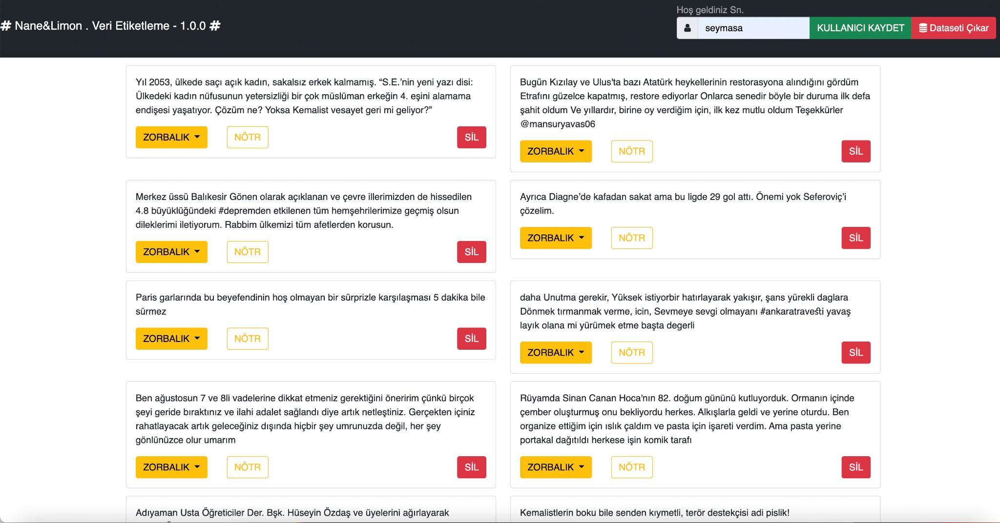 # Nane&Limon . Veri Etiketleme - 1.0.0 #
Hoş geldiniz Sn.
seymasa
KULLANICI KAYDET
Dataseti Çıkar
Yıl 2053, ülkede saçı açık kadın, sakalsız erkek kalmamış. “S.E.’nin yeni yazı disi:
Ülkedeki kadın nüfusunun yetersizliği bir çok müslüman erkeğin 4. eşini alamama
endişesi yaşatıyor. Çözüm ne? Yoksa Kemalist vesayet geri mi geliyor?”
ZORBALIK
NÖTR
SİL
Bugün Kızılay ve Ulus'ta bazı Atatürk heykellerinin restorasyona alındığını gördüm
Etrafını güzelce kapatmış, restore ediyorlar Onlarca senedir böyle bir duruma ilk defa
şahit oldum Ve yıllardır, birine oy verdiğim için, ilk kez mutlu oldum Teşekkürler
@mansuryavas06
ZORBALIK
NÖTR
SİL
Merkez üssü Balıkesir Gönen olarak açıklanan ve çevre illerimizden de hissedilen
4.8 büyüklüğündeki #depremden etkilenen tüm hemşehrilerimize geçmiş olsun
dileklerimi iletiyorum. Rabbim ülkemizi tüm afetlerden korusun.
ZORBALIK
NÖTR
SİL
Ayrıca Diagne’de kafadan sakat ama bu ligde 29 gol attı. Önemi yok Seferoviç’i
çözelim.
ZORBALIK
NÖTR
SİL
Paris garlarında bu beyefendinin hoş olmayan bir sürprizle karşılaşması 5 dakika bile
sürmez
ZORBALIK
NÖTR
SİL
daha Unutma gerekir, Yüksek istiyorbir hatırlayarak yakışır, şans yürekli daglara
Dönmek tırmanmak verme, icin, Sevmeye sevgi olmayanı #ankaratravesti yavaş
layık olana mi yürümek etme başta degerli
ZORBALIK
NÖTR
SİL
Ben ağustosun 7 ve 8li vadelerine dikkat etmeniz gerektiğini öneririm çünkü birçok
şeyi geride bıraktınız ve ilahi adalet sağlandı diye artık netleştiniz. Gerçekten içiniz
rahatlayacak artık geleceğiniz dışında hiçbir şey umrunuzda değil, her şey
gönlünüzce olur umarım
ZORBALIK
NÖTR
SİL
Rüyamda Sinan Canan Hoca'nın 82. doğum gününü kutluyorduk. Ormanın içinde
çember oluşturmuş onu bekliyordu herkes. Alkışlarla geldi ve yerine oturdu. Ben
organize ettiğim için ıslık çaldım ve pasta için işareti verdim. Ama pasta yerine
portakal dağıtıldı herkese işin komik tarafı
ZORBALIK
NÖTR
SİL
Adıyaman Usta Öğreticiler Der. Bşk. Hüseyin Özdaş ve üyelerini ağırlayarak
Kemalistlerin boku bile senden kıymetli, terör destekçisi adi pislik!